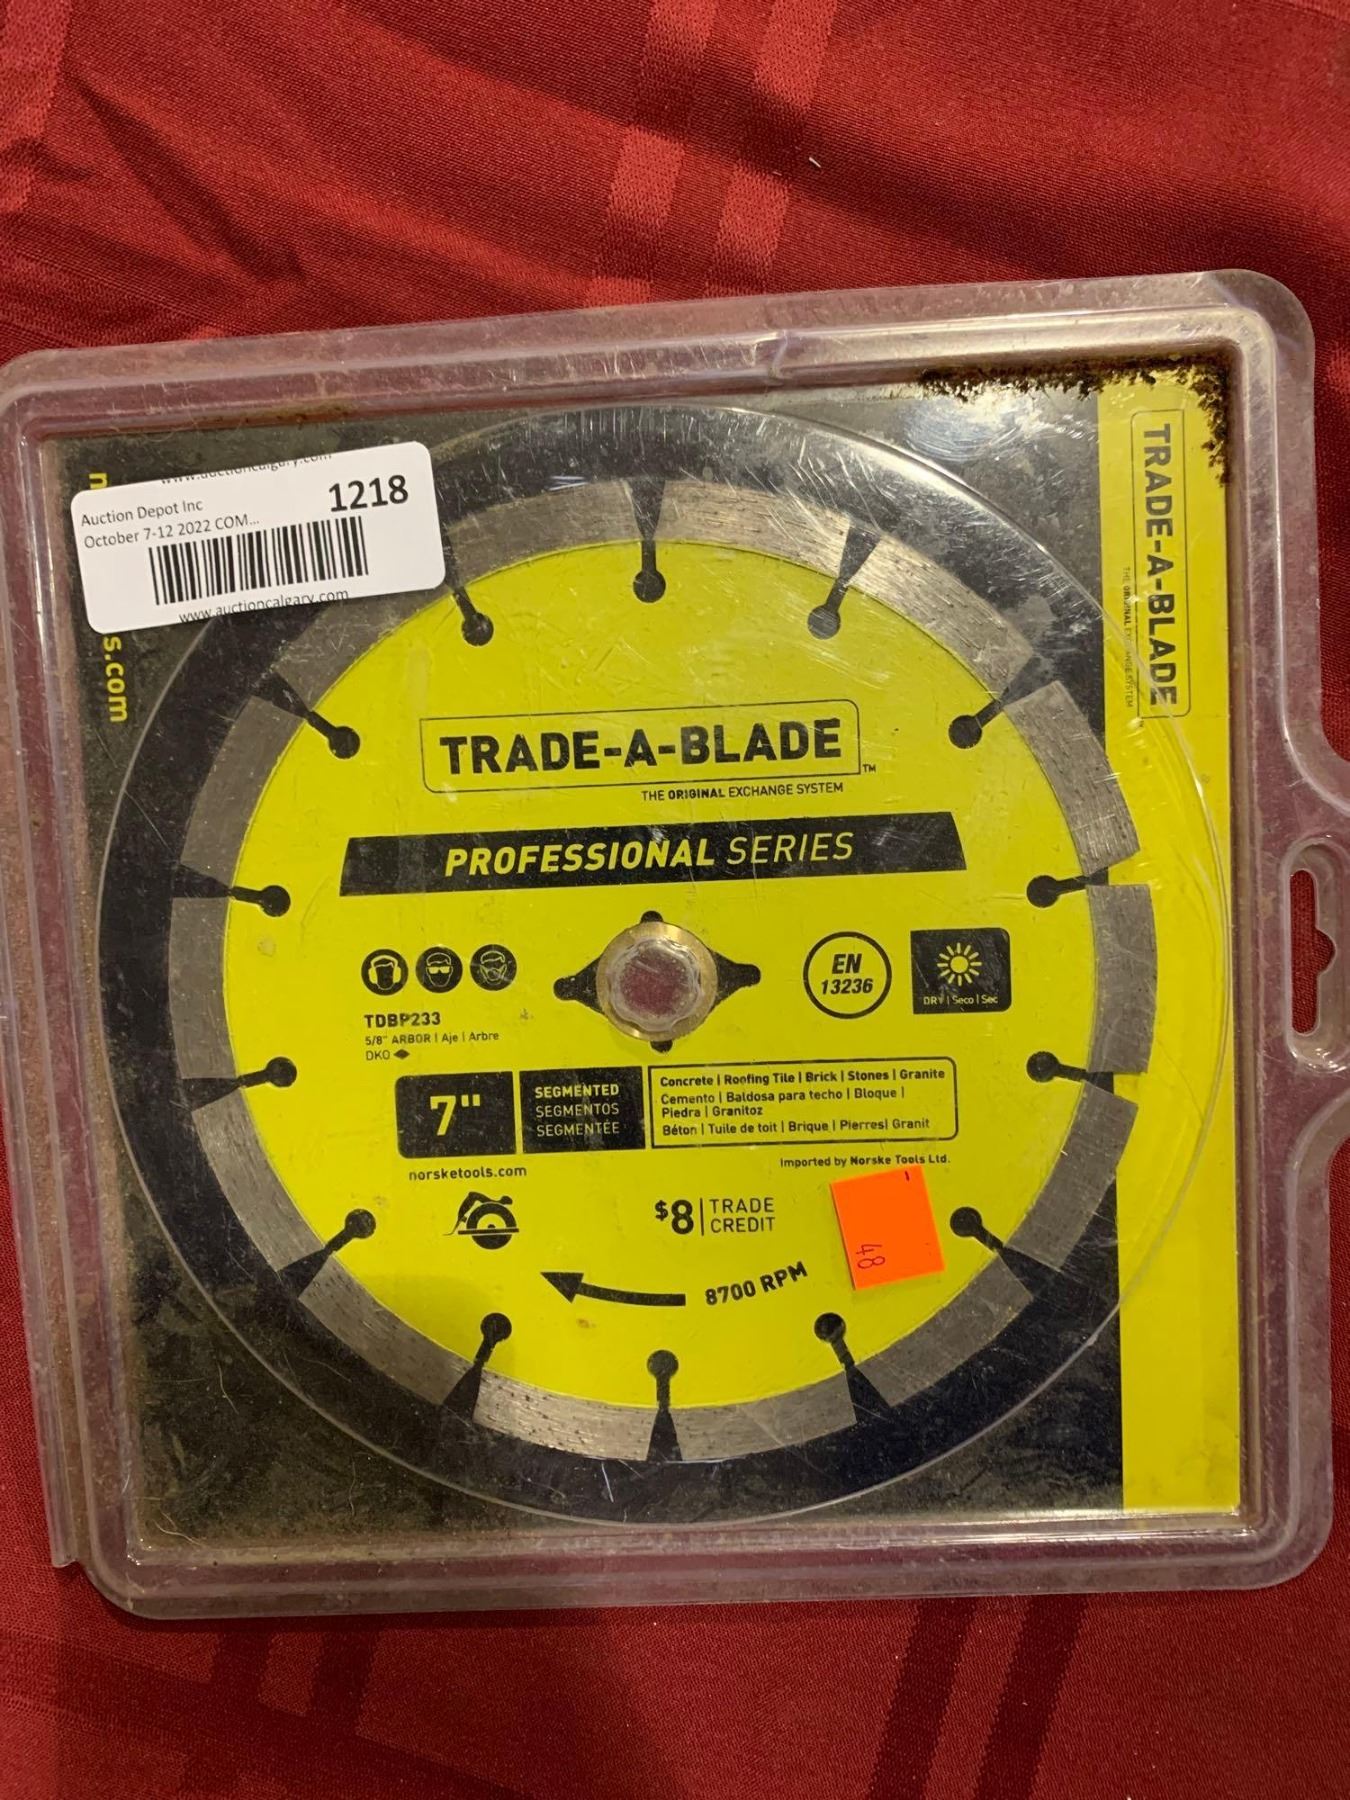 www.auctioncalgary.com
Auction Depot Inc
1218
October 7-12 2022 COM...
www.auctioncalgary.com
s.com
TRADE-A-BLADE
THE ORIGINAL EXCHANGE SYSTEM
TRADE-A-BLADE™
THE ORIGINAL EXCHANGE SYSTEM
PROFESSIONAL SERIES
EN
13236
DRY | Seco | Sec
TDBP233
5/8" ARBOR | Aje | Arbre
DKO
7"
SEGMENTED
SEGMENTOS
SEGMENTÉE
Concrete | Roofing Tile | Brick | Stones | Granite
Cemento | Baldosa para techo | Bloque |
Piedra | Granitoz
Béton | Tuile de toit | Brique | Pierres| Granit
norsketools.com
Imported by Norske Tools Ltd.
$8 | TRADE
CREDIT
48
8700 RPM